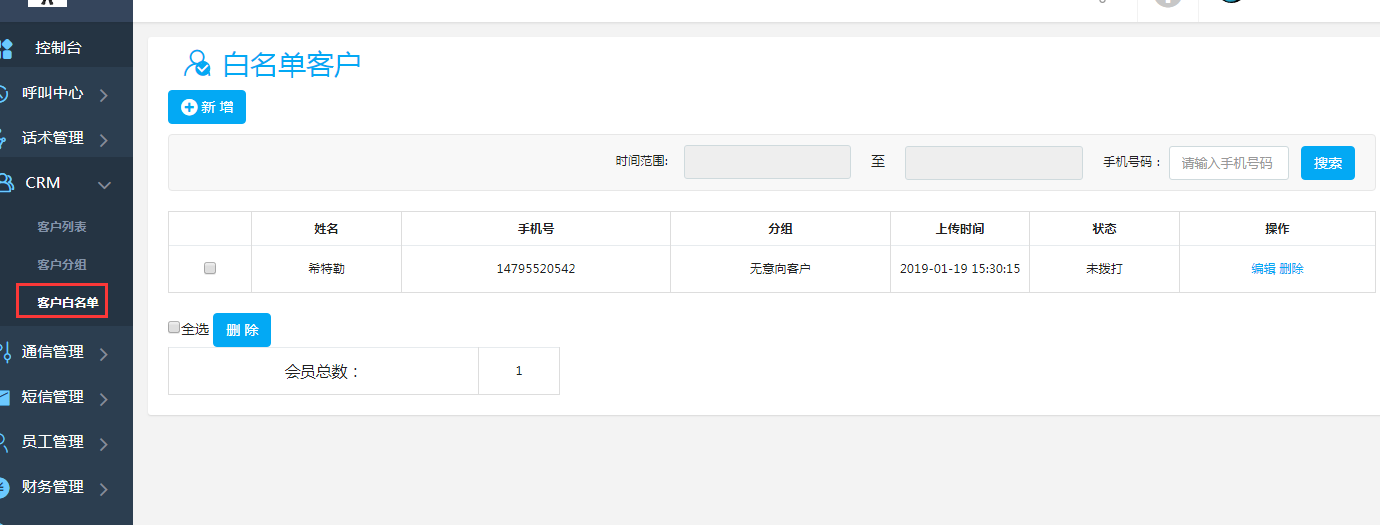 控制台
呼叫中心
话术管理
CRM
客户列表
客户分组
客户白名单
通信管理
短信管理
员工管理
财务管理
白名单客户
新 增
时间范围: 至 手机号码： 请输入手机号码 搜索
姓名 手机号 分组 上传时间 状态 操作
希特勒 14795520542 无意向客户 2019-01-19 15:30:15 未拨打 编辑 删除
全选 删 除
会员总数： 1